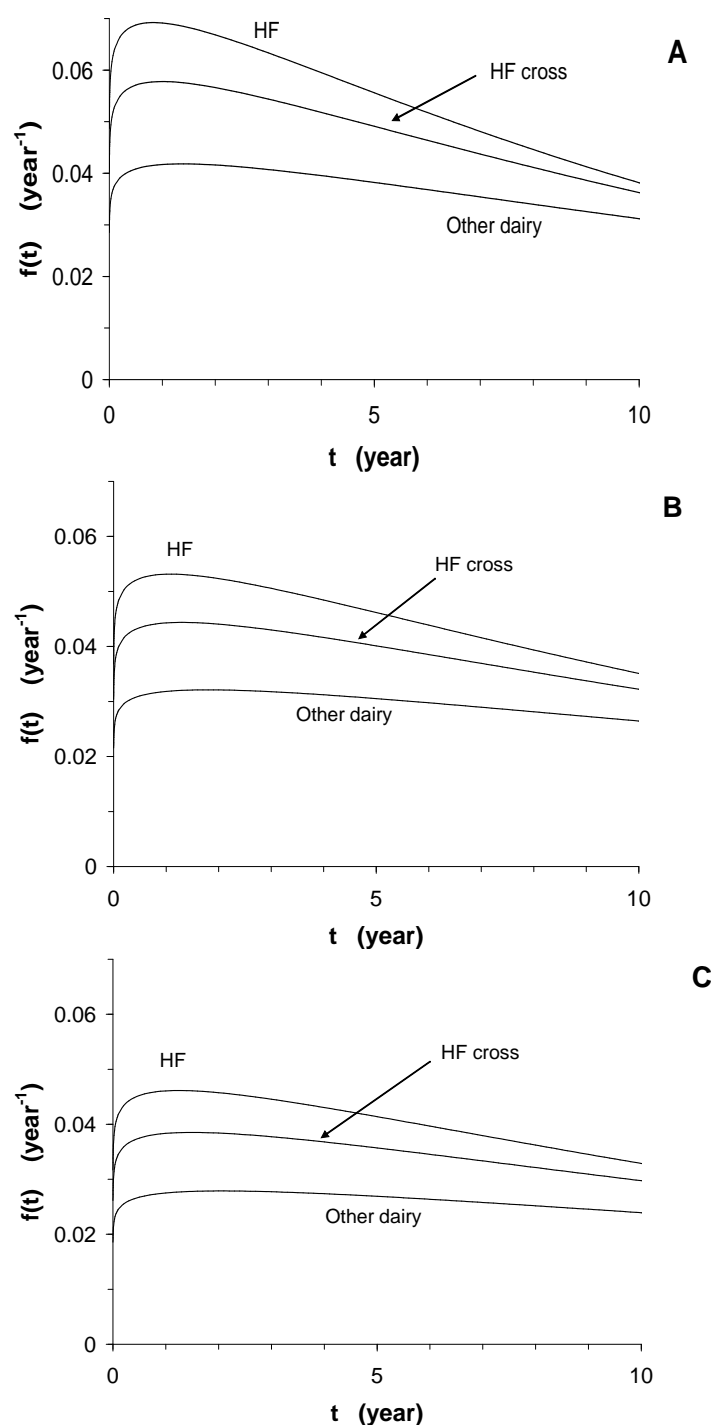 A
HF
HF cross
0.06
0.04
0.02
0
f(t) (year⁻¹)
Other dairy
0 5 10
t (year)
B
HF
HF cross
0.06
0.04
0.02
0
f(t) (year⁻¹)
Other dairy
0 5 10
t (year)
C
HF
HF cross
0.06
0.04
0.02
0
f(t) (year⁻¹)
Other dairy
0 5 10
t (year)